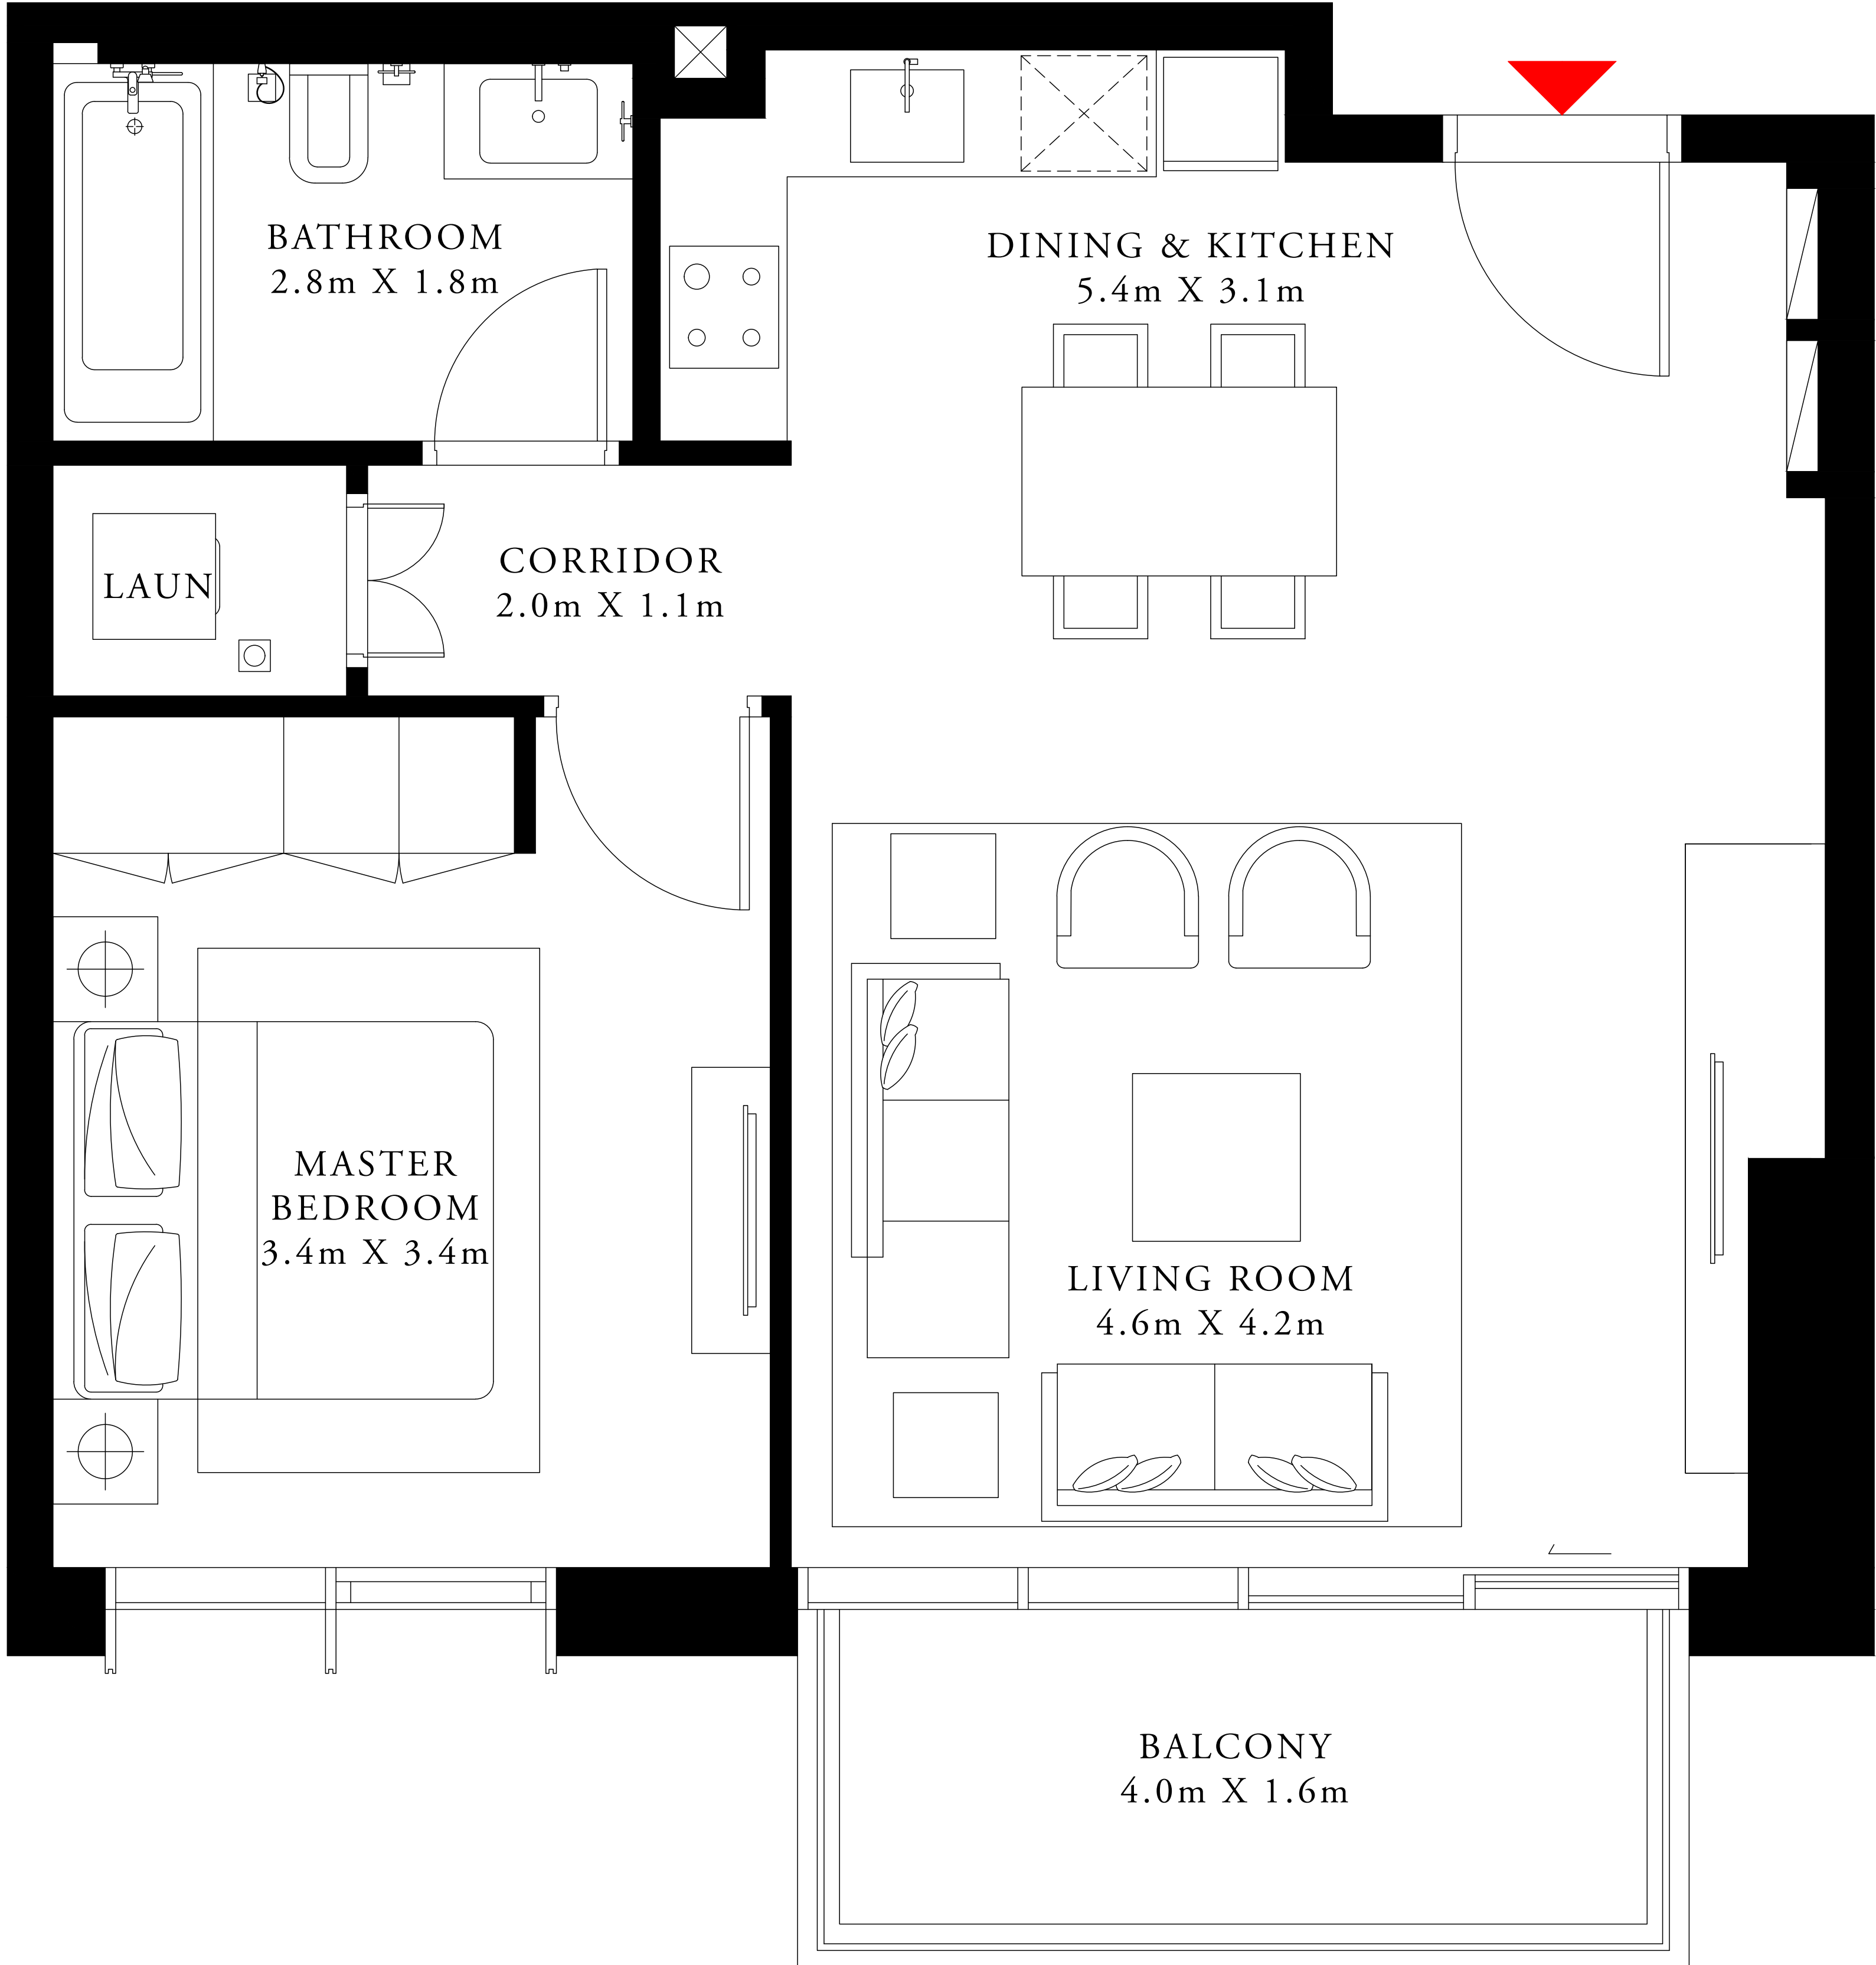 BATHROOM
2.8m X 1.8m
DINING & KITCHEN
5.4m X 3.1m
CORRIDOR
2.0m X 1.1m
LAUN
MASTER
BEDROOM
3.4m X 3.4m
LIVING ROOM
4.6m X 4.2m
BALCONY
4.0m X 1.6m